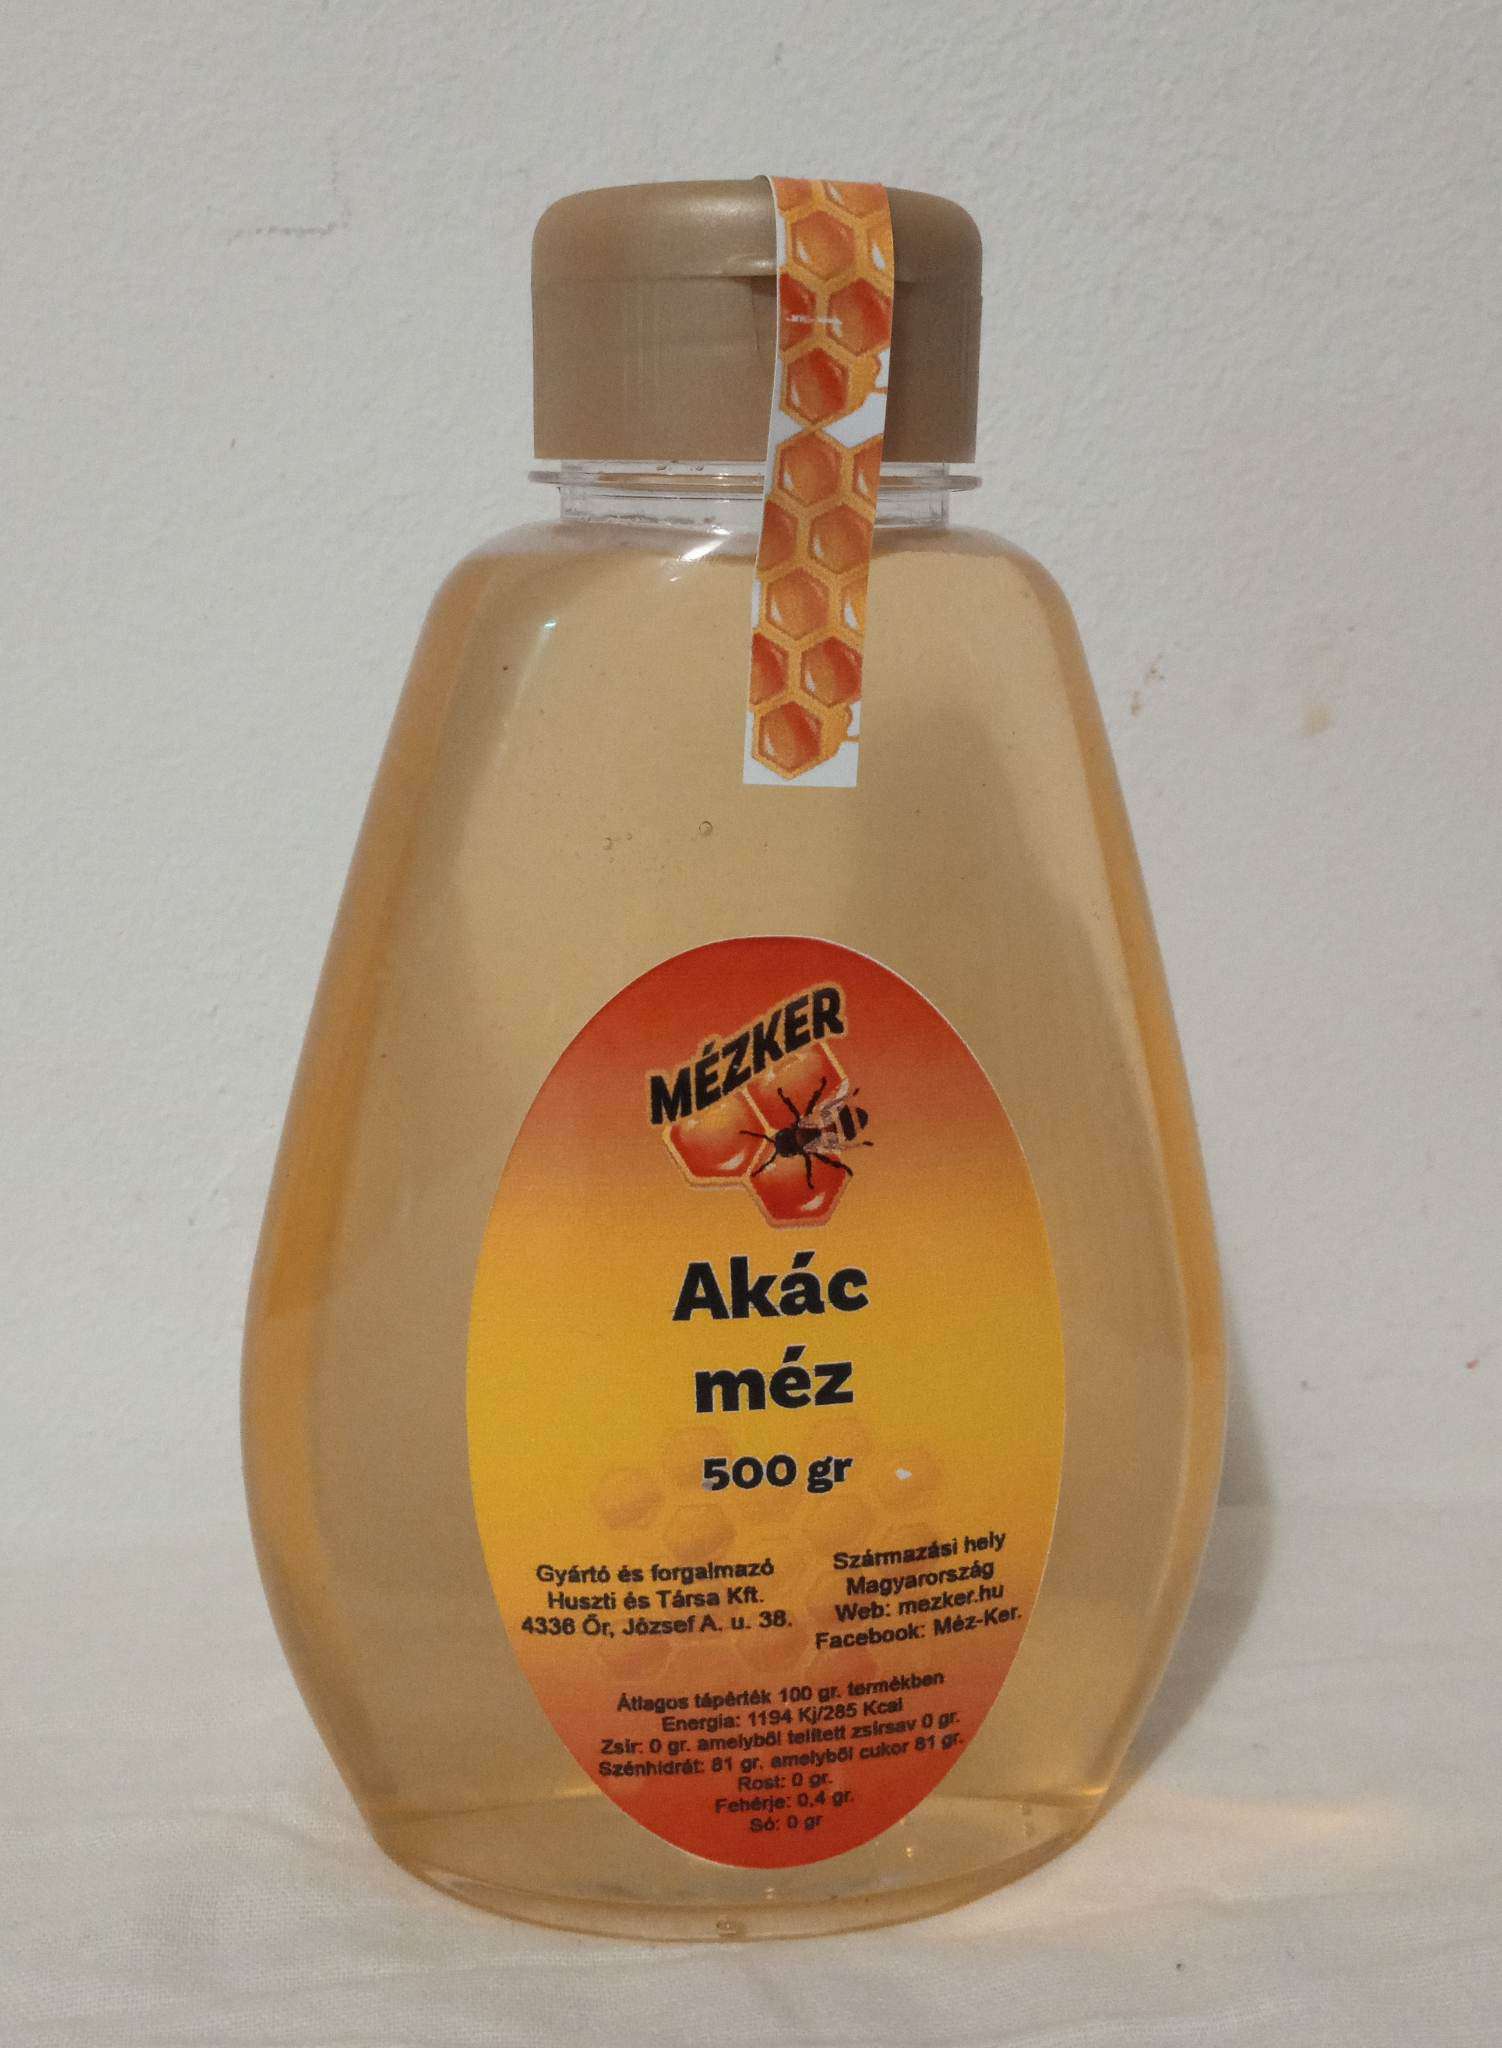 MÉZKER
Akác
méz
500 gr
Gyártó és forgalmazó
Huszti és Társa Kft.
4336 Őr, József A. u. 38.
Származási hely
Magyarország
Web: mezker.hu
Facebook: Méz-Ker.
Átlagos tápérték 100 gr. termékben
Energia: 1194 Kj/285 Kcal
Zsír: 0 gr. amelyből telített zsírsav 0 gr.
Szénhidrát: 81 gr. amelyből cukor 81 gr.
Rost: 0 gr.
Fehérje: 0,4 gr.
Só: 0 gr